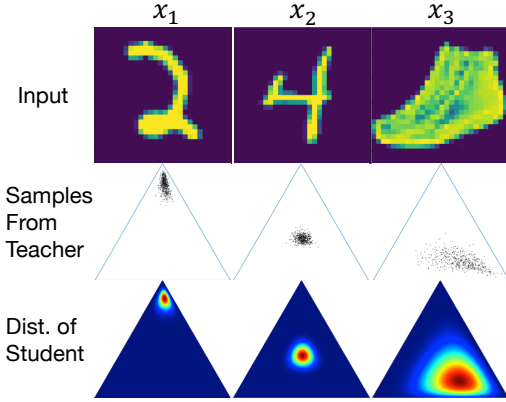 x₁ x₂ x₃
Input
Samples
From
Teacher
Dist. of
Student